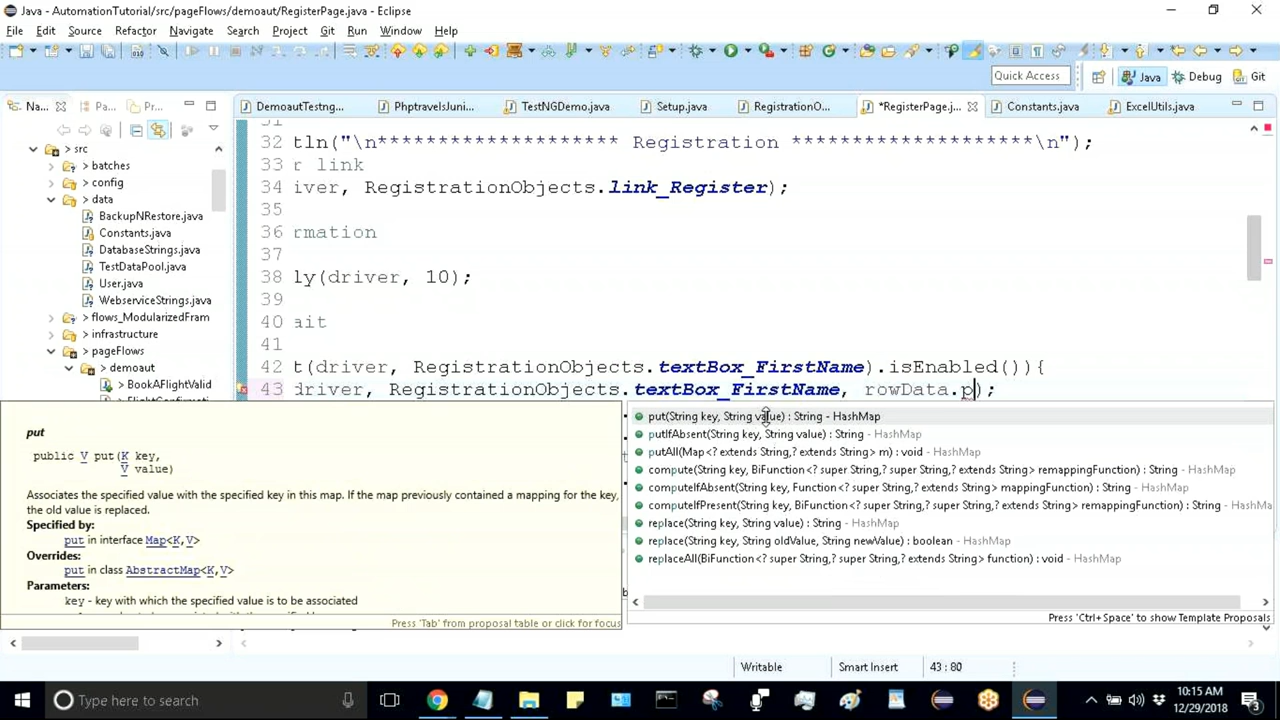 Java - AutomationTutorial/src/pageFlows/demoaut/RegisterPage.java - Eclipse
File Edit Source Refactor Navigate Search Project Git Run Window Help
Quick Access Java Debug Git
Na... Pa... Pr...
DemoautTestng... PhptravelsJuni... TestNGDemo.java Setup.java RegistrationO... *RegisterPage.j... Constants.java ExcelUtils.java
> src
> batches
> config
> data
BackupNRestore.java
Constants.java
DatabaseStrings.java
TestDataPool.java
User.java
WebserviceStrings.java
> flows_ModularizedFram
> infrastructure
> pageFlows
> demoaut
> BookAFlightValid
31
32 tln("\n******************** Registration ********************\n");
33 r link
34 iver, RegistrationObjects.link_Register);
35
36 rmation
37
38 ly(driver, 10);
39
40 ait
41
42 t(driver, RegistrationObjects.textBox_FirstName).isEnabled()){
43 driver, RegistrationObjects.textBox_FirstName, rowData.p);
put
public V put(K key,
V value)
Associates the specified value with the specified key in this map. If the map previously contained a mapping for the key,
the old value is replaced.
Specified by:
put in interface Map<K,V>
Overrides:
put in class AbstractMap<K,V>
Parameters:
key - key with which the specified value is to be associated
Press 'Tab' from proposal table or click for focus
put(String key, String value) : String - HashMap
putIfAbsent(String key, String value) : String - HashMap
putAll(Map<? extends String,? extends String> m) : void - HashMap
compute(String key, BiFunction<? super String,? super String,? extends String> remappingFunction) : String - HashMap
computeIfAbsent(String key, Function<? super String,? extends String> mappingFunction) : String - HashMap
computeIfPresent(String key, BiFunction<? super String,? super String,? extends String> remappingFunction) : String - HashMa
replace(String key, String value) : String - HashMap
replace(String key, String oldValue, String newValue) : boolean - HashMap
replaceAll(BiFunction<? super String,? super String,? extends String> function) : void - HashMap
Press 'Ctrl+Space' to show Template Proposals
Writable Smart Insert 43 : 80
Type here to search
10:15 AM
12/29/2018
3